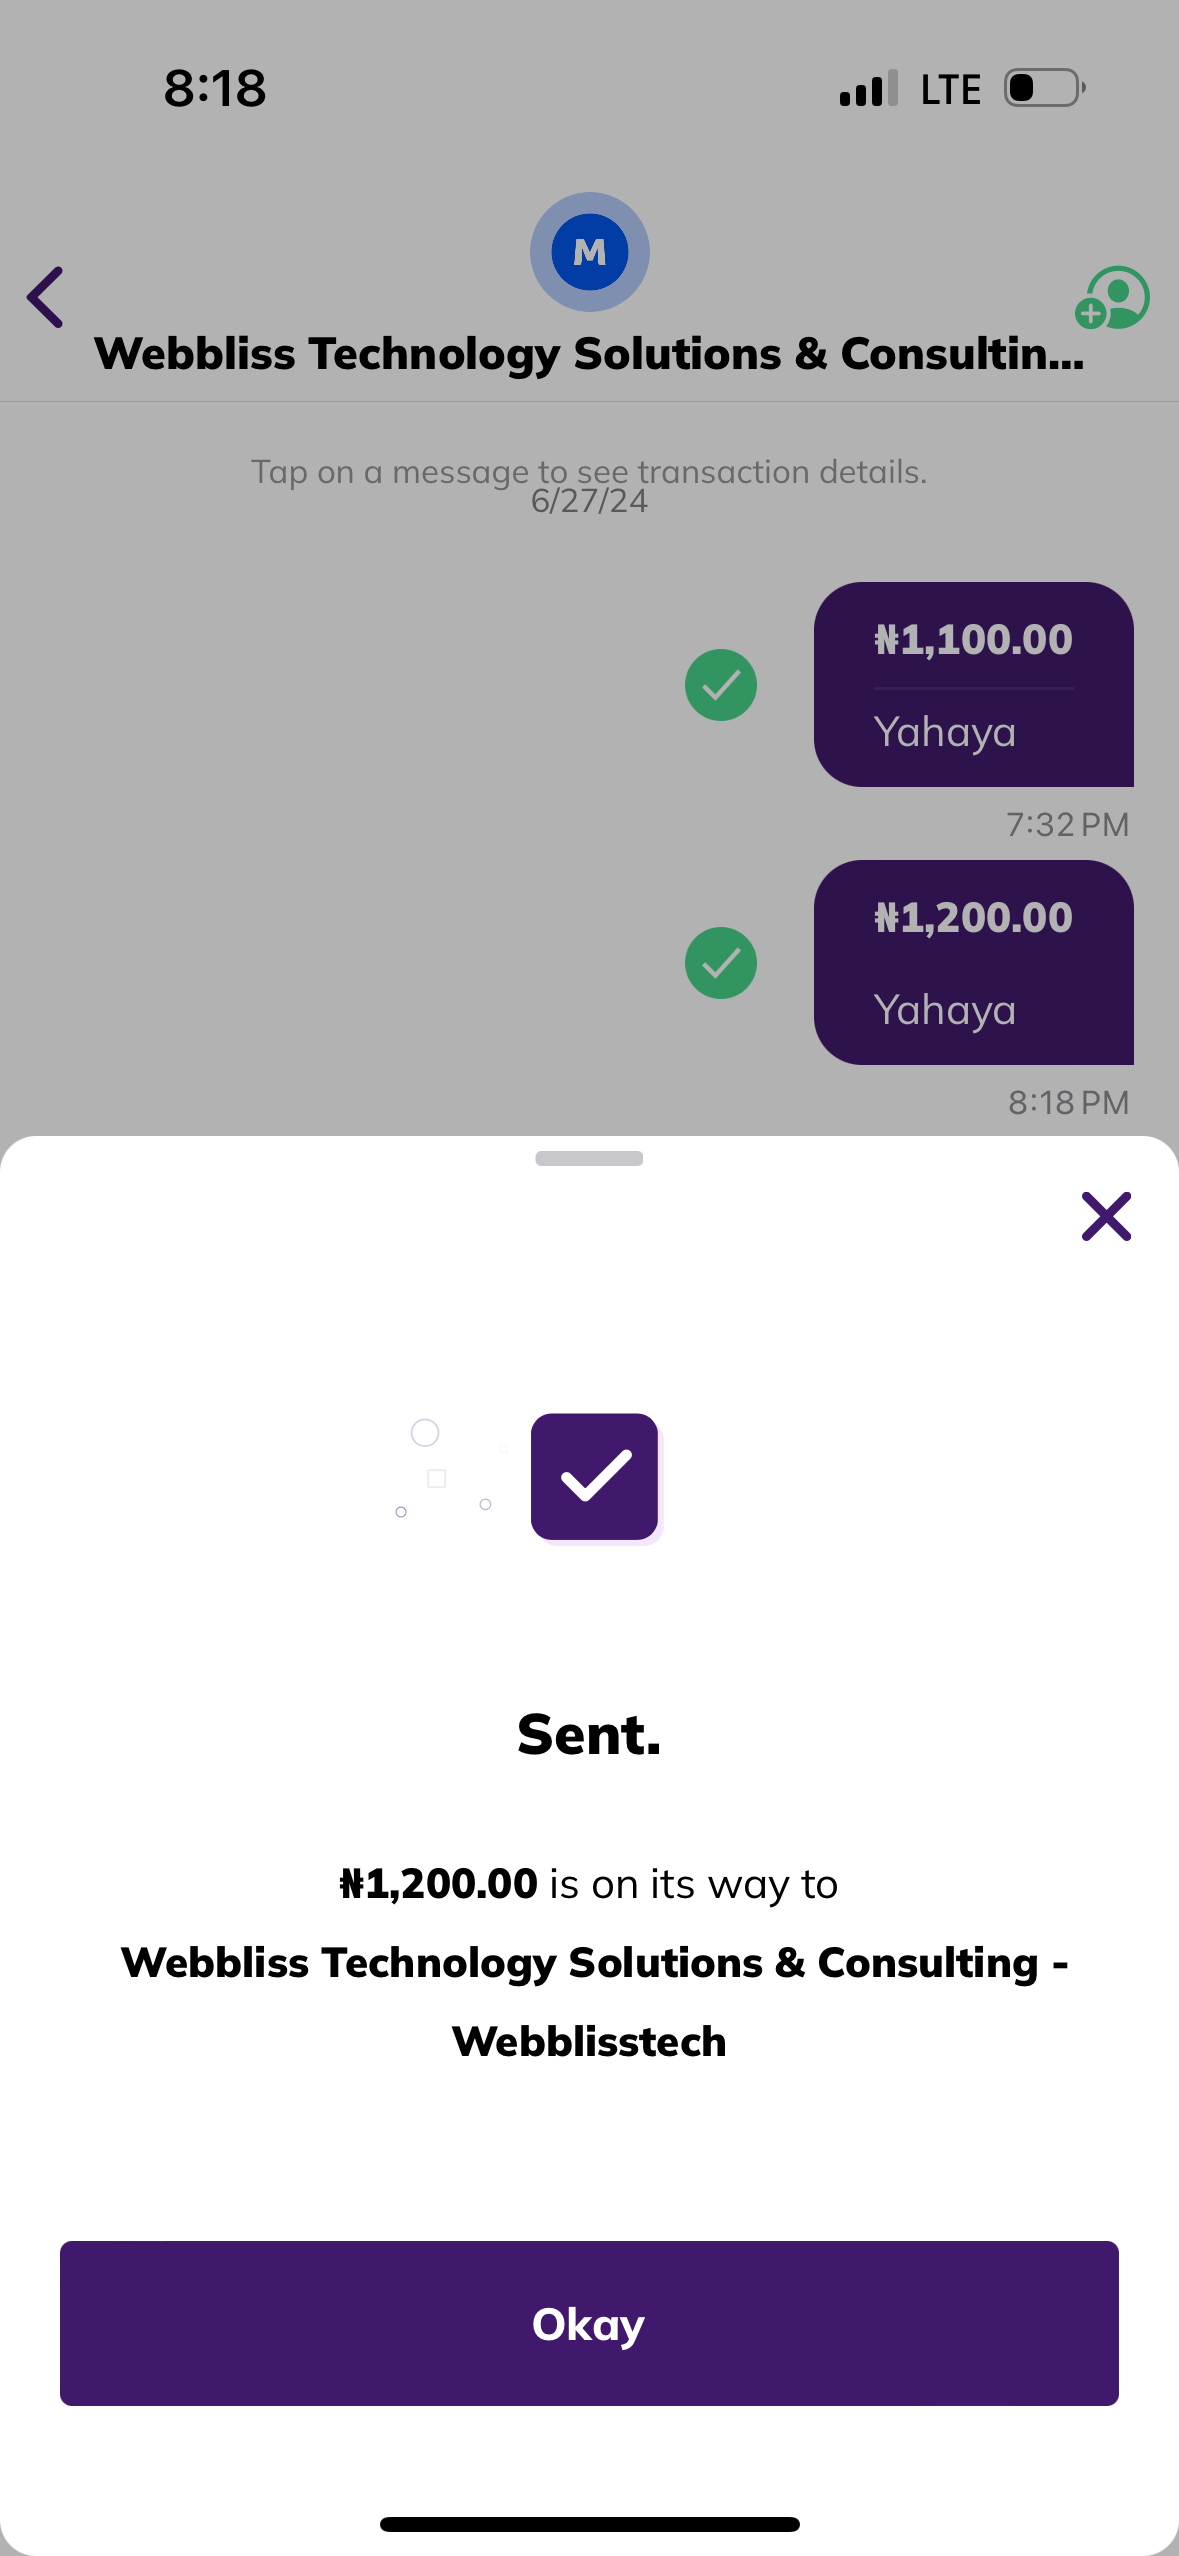 8:18
LTE
M
Webbliss Technology Solutions & Consultin...
Tap on a message to see transaction details.
6/27/24
₦1,100.00
Yahaya
7:32 PM
₦1,200.00
Yahaya
8:18 PM
Sent.
₦1,200.00 is on its way to
Webbliss Technology Solutions & Consulting -
Webblisstech
Okay